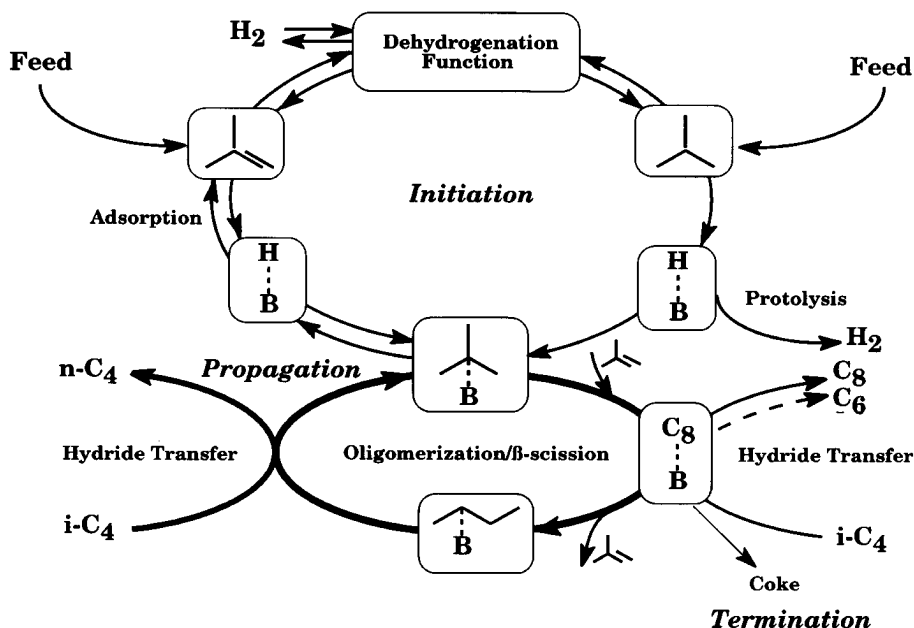 H2
Dehydrogenation
Function
Feed
Feed
Initiation
Adsorption
H
B
H
B
Protolysis
H2
Propagation
B
n-C4
C8
C6
C8
B
Hydride Transfer
Oligomerization/ß-scission
Hydride Transfer
i-C4
B
i-C4
Coke
Termination